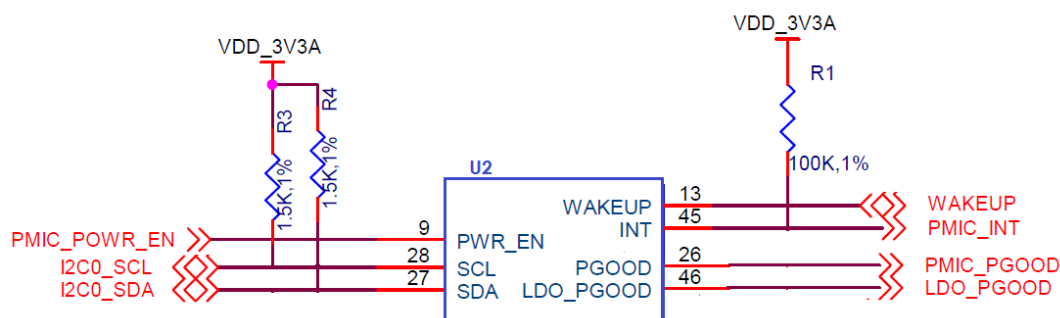 VDD_3V3A
VDD_3V3A
R1
R3
R4
1.5K,1%
1.5K,1%
100K,1%
U2
WAKEUP 13 WAKEUP
INT 45 PMIC_INT
PMIC_POWR_EN 9 PWR_EN
I2C0_SCL 28 SCL
PGOOD 26 PMIC_PGOOD
I2C0_SDA 27 SDA
LDO_PGOOD 46 LDO_PGOOD